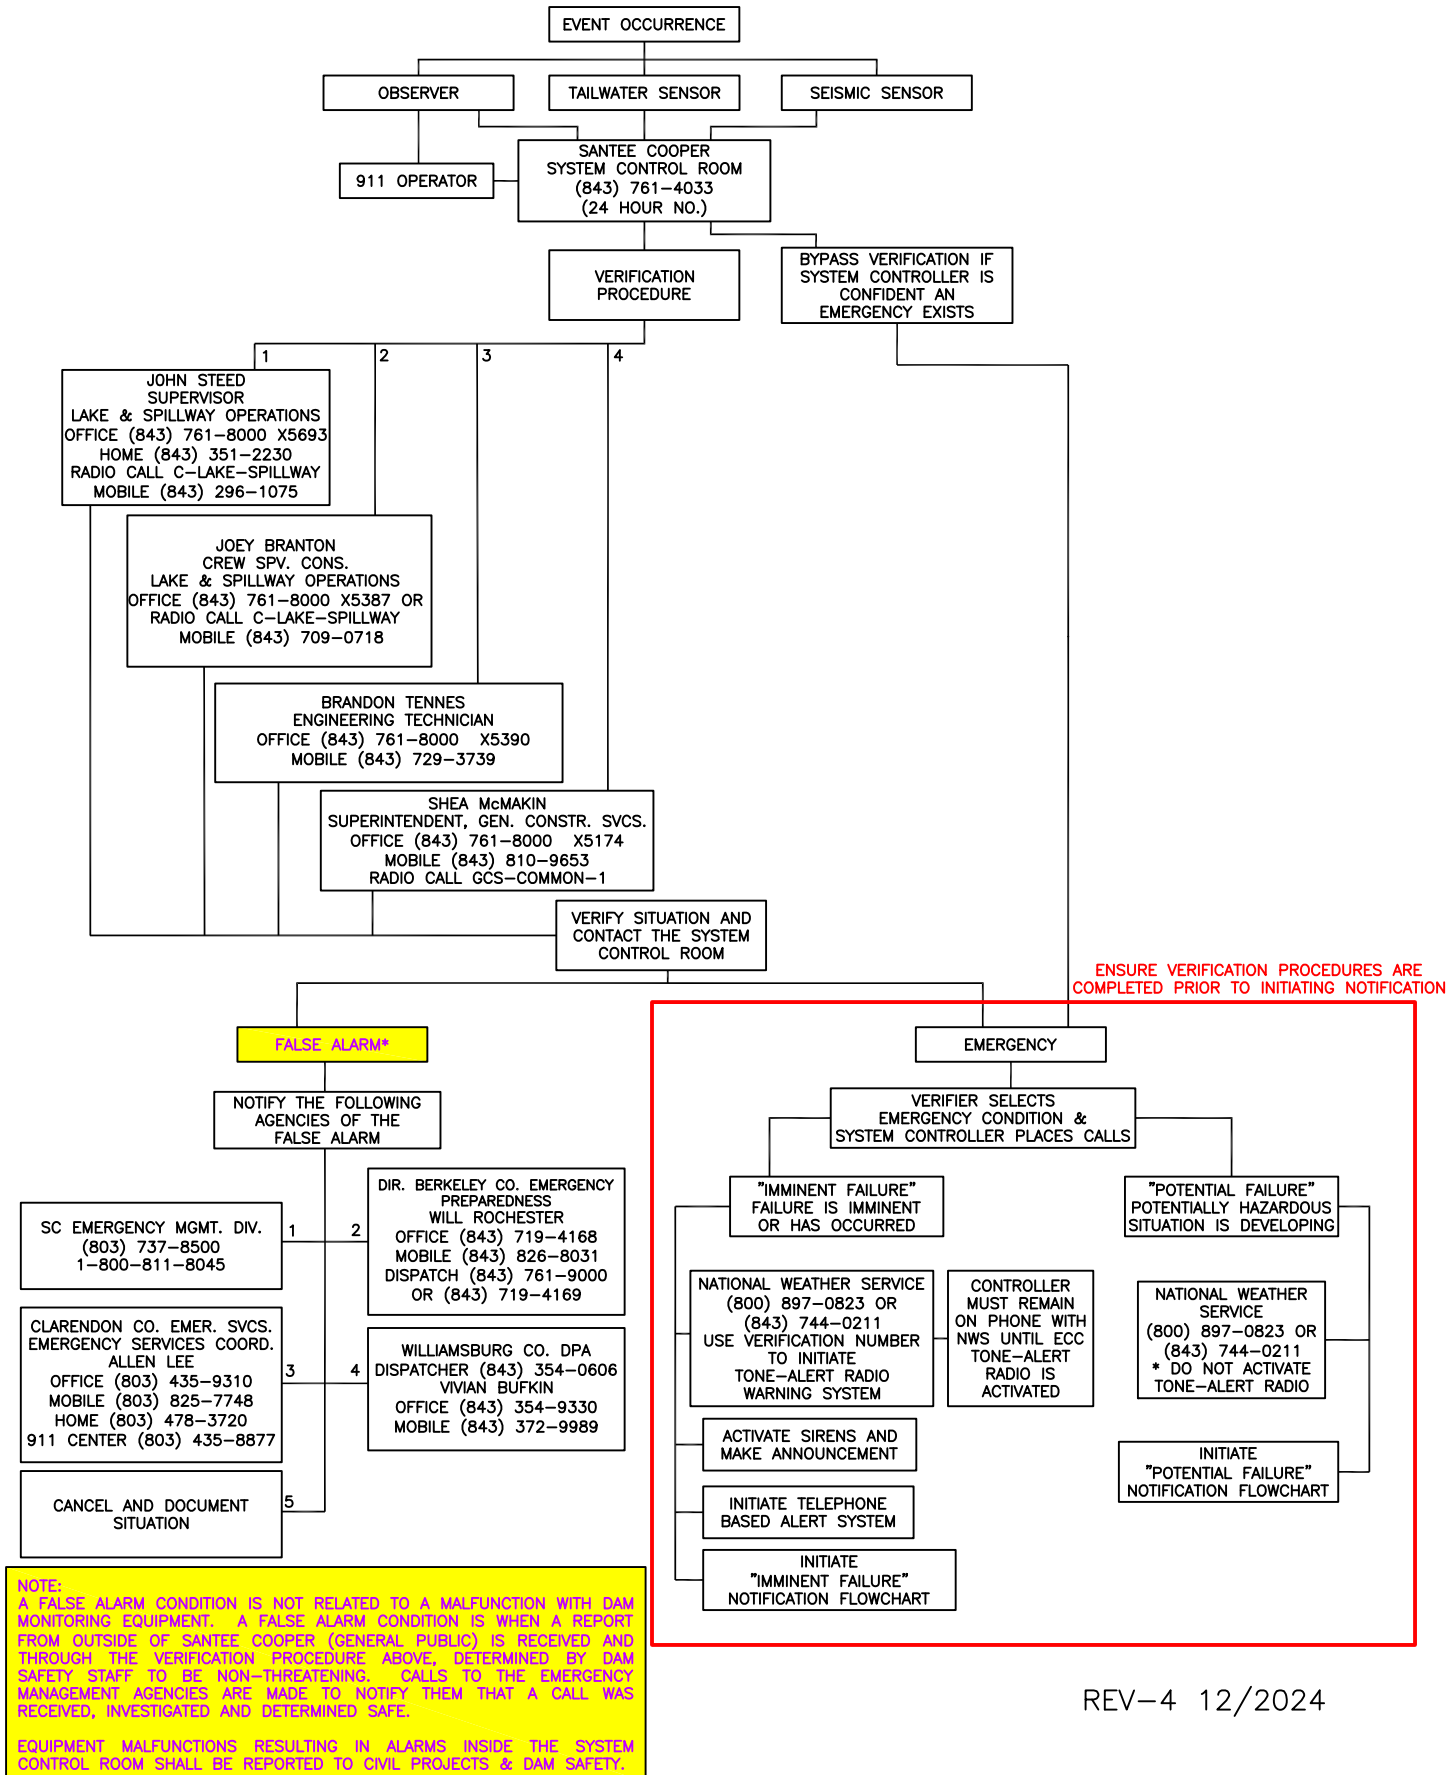 EVENT OCCURRENCE
OBSERVER
TAILWATER SENSOR
SEISMIC SENSOR
911 OPERATOR
SANTEE COOPER
SYSTEM CONTROL ROOM
(843) 761-4033
(24 HOUR NO.)
VERIFICATION
PROCEDURE
BYPASS VERIFICATION IF
SYSTEM CONTROLLER IS
CONFIDENT AN
EMERGENCY EXISTS
1
2
3
4
JOHN STEED
SUPERVISOR
LAKE & SPILLWAY OPERATIONS
OFFICE (843) 761-8000 X5693
HOME (843) 351-2230
RADIO CALL C-LAKE-SPILLWAY
MOBILE (843) 296-1075
JOEY BRANTON
CREW SPV. CONS.
LAKE & SPILLWAY OPERATIONS
OFFICE (843) 761-8000 X5387 OR
RADIO CALL C-LAKE-SPILLWAY
MOBILE (843) 709-0718
BRANDON TENNES
ENGINEERING TECHNICIAN
OFFICE (843) 761-8000 X5390
MOBILE (843) 729-3739
SHEA McMAKIN
SUPERINTENDENT, GEN. CONSTR. SVCS.
OFFICE (843) 761-8000 X5174
MOBILE (843) 810-9653
RADIO CALL GCS-COMMON-1
VERIFY SITUATION AND
CONTACT THE SYSTEM
CONTROL ROOM
ENSURE VERIFICATION PROCEDURES ARE
COMPLETED PRIOR TO INITIATING NOTIFICATION
FALSE ALARM*
NOTIFY THE FOLLOWING
AGENCIES OF THE
FALSE ALARM
SC EMERGENCY MGMT. DIV.
(803) 737-8500
1-800-811-8045
1
2
DIR. BERKELEY CO. EMERGENCY
PREPAREDNESS
WILL ROCHESTER
OFFICE (843) 719-4168
MOBILE (843) 826-8031
DISPATCH (843) 761-9000
OR (843) 719-4169
CLARENDON CO. EMER. SVCS.
EMERGENCY SERVICES COORD.
ALLEN LEE
OFFICE (803) 435-9310
MOBILE (803) 825-7748
HOME (803) 478-3720
911 CENTER (803) 435-8877
3
4
WILLIAMSBURG CO. DPA
DISPATCHER (843) 354-0606
VIVIAN BUFKIN
OFFICE (843) 354-9330
MOBILE (843) 372-9989
CANCEL AND DOCUMENT
SITUATION
5
EMERGENCY
VERIFIER SELECTS
EMERGENCY CONDITION &
SYSTEM CONTROLLER PLACES CALLS
"IMMINENT FAILURE"
FAILURE IS IMMINENT
OR HAS OCCURRED
"POTENTIAL FAILURE"
POTENTIALLY HAZARDOUS
SITUATION IS DEVELOPING
NATIONAL WEATHER SERVICE
(800) 897-0823 OR
(843) 744-0211
USE VERIFICATION NUMBER
TO INITIATE
TONE-ALERT RADIO
WARNING SYSTEM
CONTROLLER
MUST REMAIN
ON PHONE WITH
NWS UNTIL ECC
TONE-ALERT
RADIO IS
ACTIVATED
NATIONAL WEATHER
SERVICE
(800) 897-0823 OR
(843) 744-0211
* DO NOT ACTIVATE
TONE-ALERT RADIO
ACTIVATE SIRENS AND
MAKE ANNOUNCEMENT
INITIATE TELEPHONE
BASED ALERT SYSTEM
INITIATE
"IMMINENT FAILURE"
NOTIFICATION FLOWCHART
INITIATE
"POTENTIAL FAILURE"
NOTIFICATION FLOWCHART
NOTE:
A FALSE ALARM CONDITION IS NOT RELATED TO A MALFUNCTION WITH DAM
MONITORING EQUIPMENT. A FALSE ALARM CONDITION IS WHEN A REPORT
FROM OUTSIDE OF SANTEE COOPER (GENERAL PUBLIC) IS RECEIVED AND
THROUGH THE VERIFICATION PROCEDURE ABOVE, DETERMINED BY DAM
SAFETY STAFF TO BE NON-THREATENING. CALLS TO THE EMERGENCY
MANAGEMENT AGENCIES ARE MADE TO NOTIFY THEM THAT A CALL WAS
RECEIVED, INVESTIGATED AND DETERMINED SAFE.
EQUIPMENT MALFUNCTIONS RESULTING IN ALARMS INSIDE THE SYSTEM
CONTROL ROOM SHALL BE REPORTED TO CIVIL PROJECTS & DAM SAFETY.
REV-4 12/2024